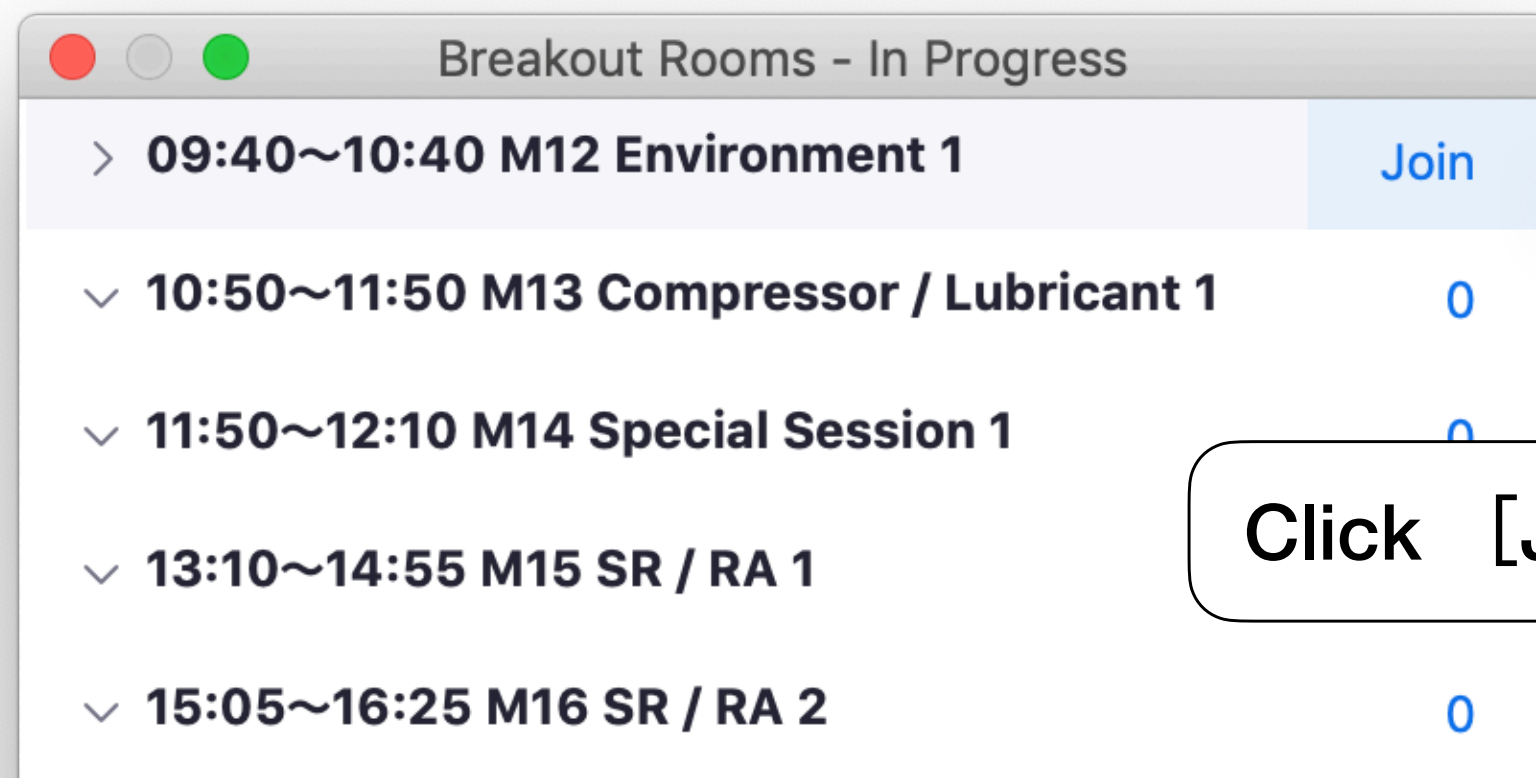 Breakout Rooms - In Progress
09:40～10:40 M12 Environment 1 Join
10:50～11:50 M13 Compressor / Lubricant 1 0
11:50～12:10 M14 Special Session 1 0
Click
13:10～14:55 M15 SR / RA 1
15:05～16:25 M16 SR / RA 2 0